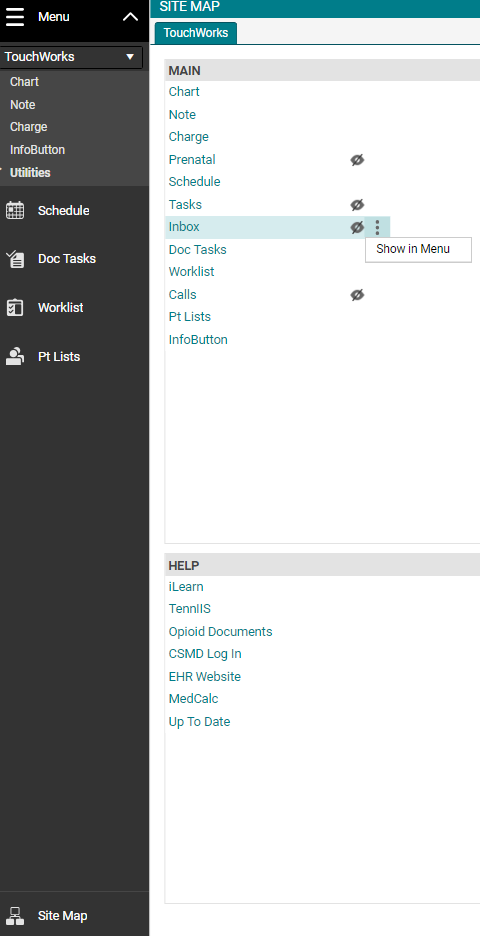 Menu
TouchWorks
Chart
Note
Charge
InfoButton
Utilities
Schedule
Doc Tasks
Worklist
Pt Lists
Site Map
SITE MAP
TouchWorks
MAIN
Chart
Note
Charge
Prenatal
Schedule
Tasks
Inbox
Show in Menu
Doc Tasks
Worklist
Calls
Pt Lists
InfoButton
HELP
iLearn
TennIIS
Opioid Documents
CSMD Log In
EHR Website
MedCalc
Up To Date